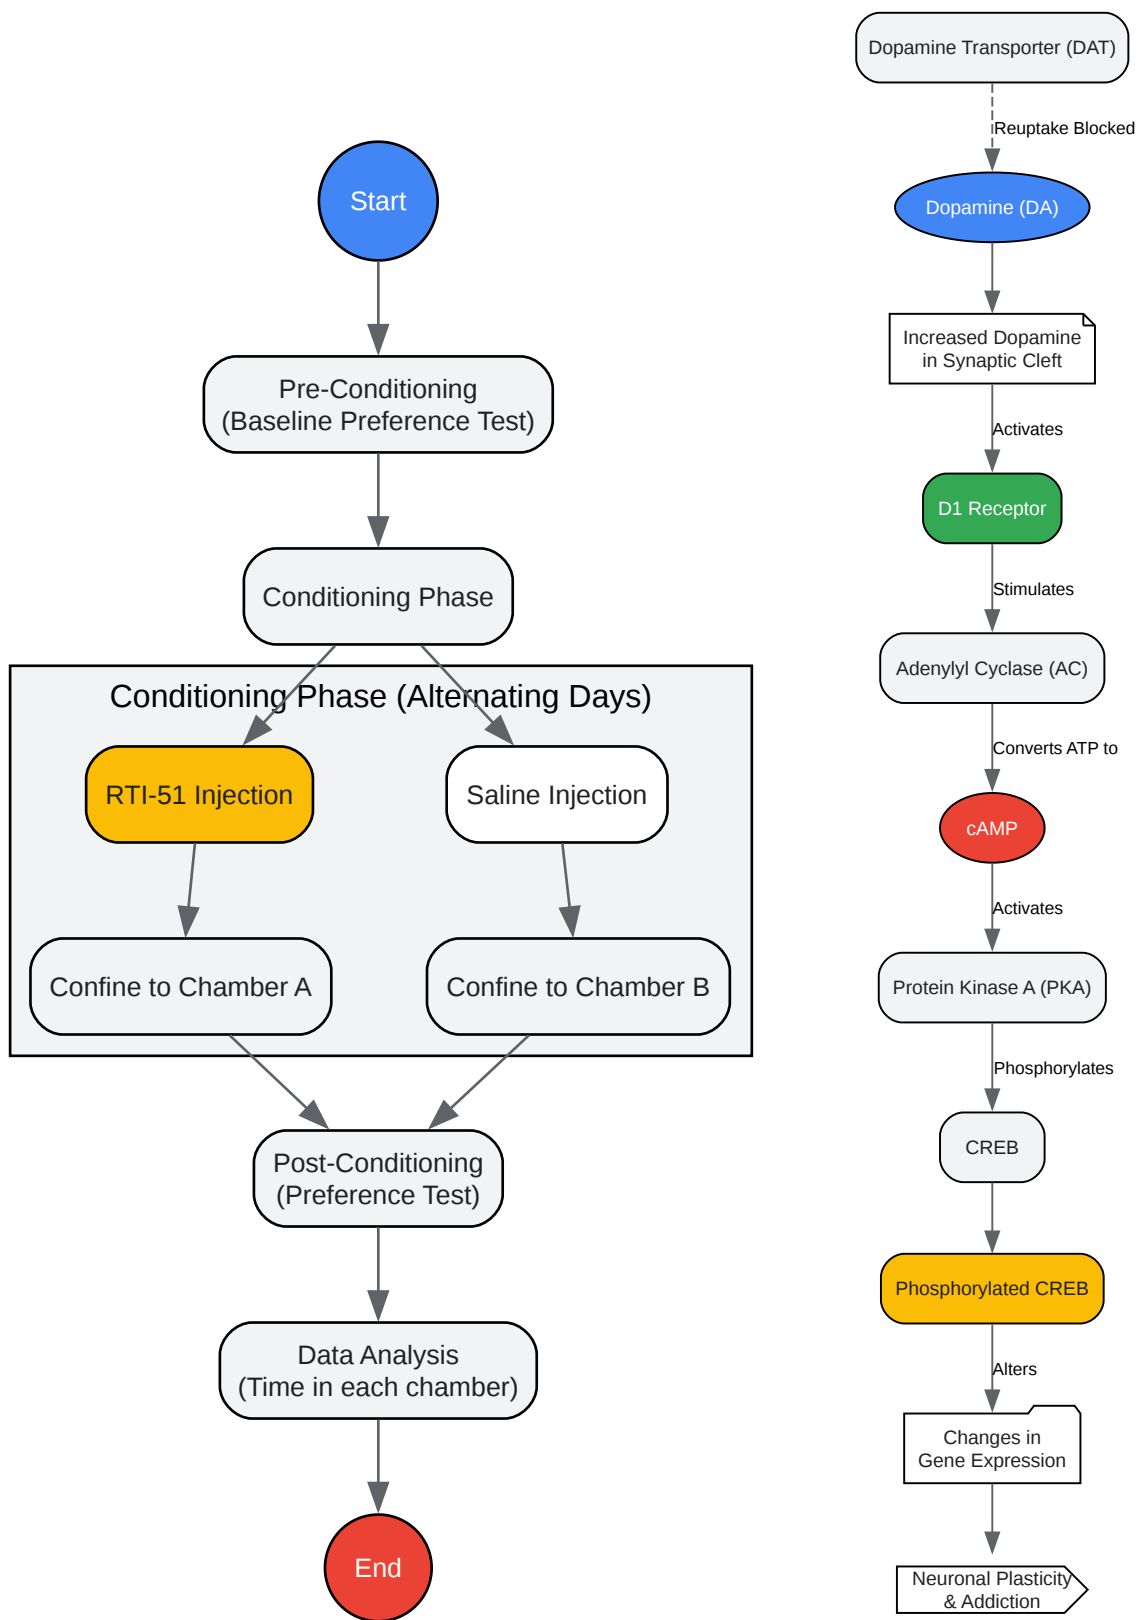 Start
Pre-Conditioning
(Baseline Preference Test)
Conditioning Phase
Conditioning Phase (Alternating Days)
RTI-51 Injection
Saline Injection
Confine to Chamber A
Confine to Chamber B
Post-Conditioning
(Preference Test)
Data Analysis
(Time in each chamber)
End
Dopamine Transporter (DAT)
Reuptake Blocked
Dopamine (DA)
Increased Dopamine
in Synaptic Cleft
Activates
D1 Receptor
Stimulates
Adenylyl Cyclase (AC)
Converts ATP to
cAMP
Activates
Protein Kinase A (PKA)
Phosphorylates
CREB
Phosphorylated CREB
Alters
Changes in
Gene Expression
Neuronal Plasticity
& Addiction